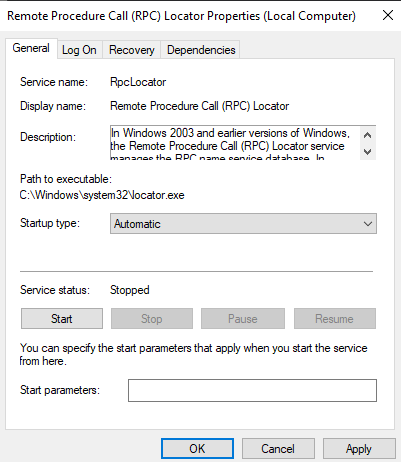 Remote Procedure Call (RPC) Locator Properties (Local Computer)
General Log On Recovery Dependencies
Service name: RpcLocator
Display name: Remote Procedure Call (RPC) Locator
Description: In Windows 2003 and earlier versions of Windows,
the Remote Procedure Call (RPC) Locator service
manages the RPC name service database. In
Path to executable:
C:\Windows\system32\locator.exe
Startup type: Automatic
Service status: Stopped
Start Stop Pause Resume
You can specify the start parameters that apply when you start the service
from here.
Start parameters:
OK Cancel Apply